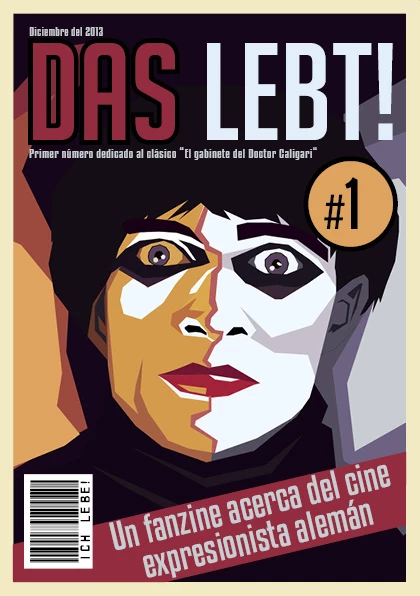 Diciembre del 2013
DAS LEBT!
Primer número dedicado al clásico "El gabinete del Doctor Caligari"
#1
ICH LEBE!
Un fanzine acerca del cine
expresionista alemán